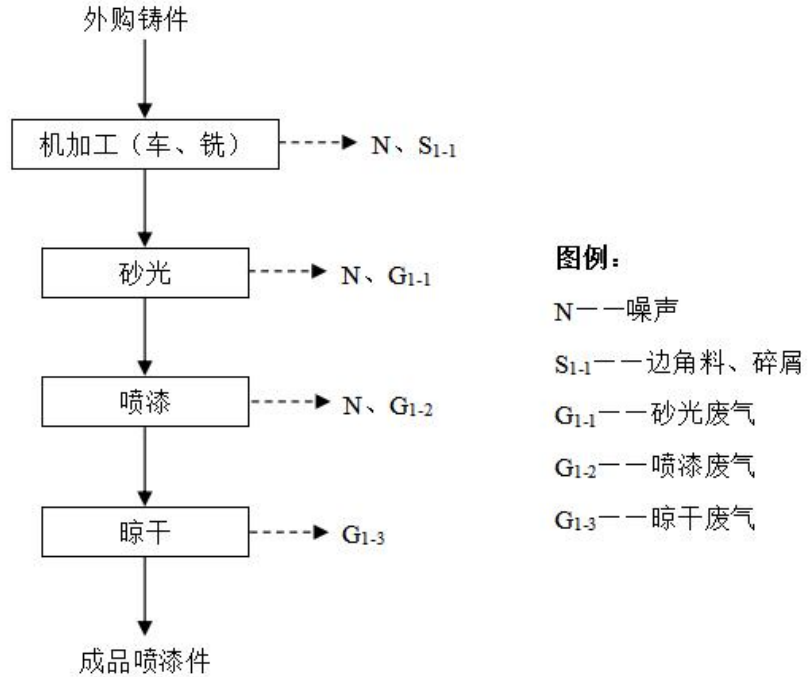 外购铸件
机加工（车、铣）
N、S1-1
砂光
N、G1-1
喷漆
N、G1-2
晾干
G1-3
成品喷漆件
图例：
N——噪声
S1-1——边角料、碎屑
G1-1——砂光废气
G1-2——喷漆废气
G1-3——晾干废气